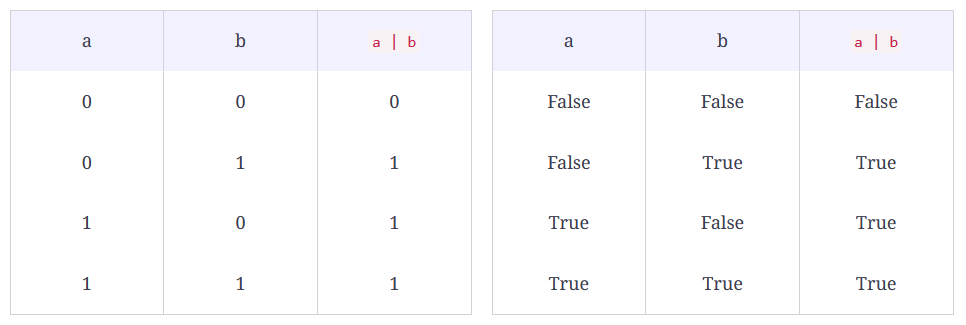 a b a | b
0 0 0
0 1 1
1 0 1
1 1 1
a b a | b
False False False
False True True
True False True
True True True